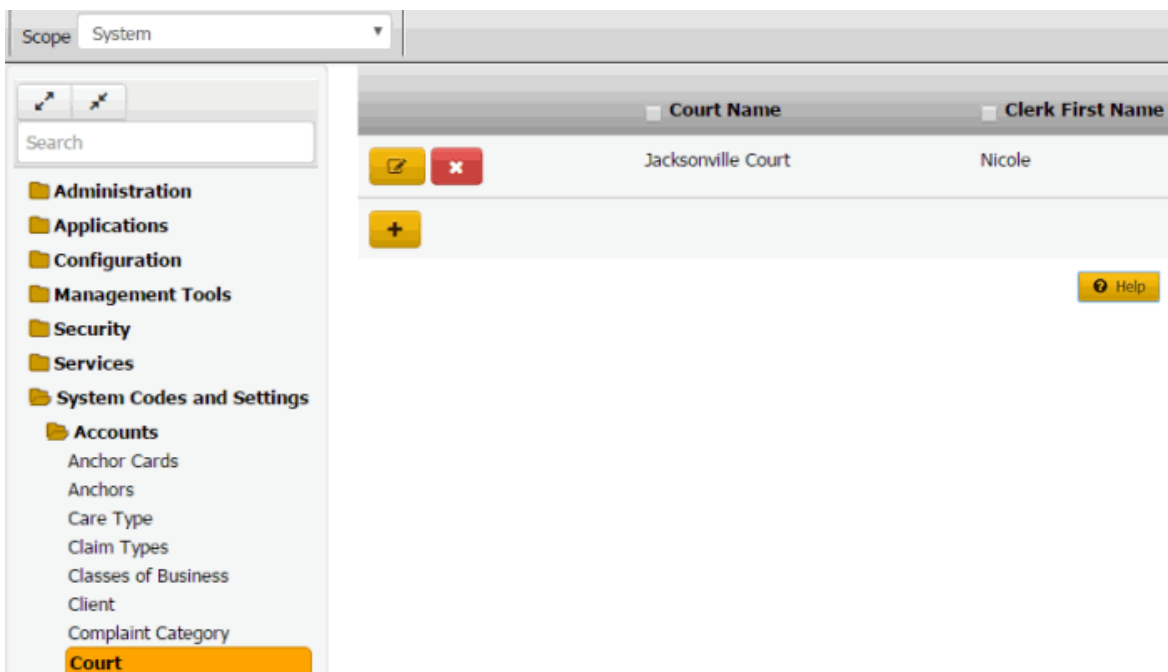 Scope System
Search
Administration
Applications
Configuration
Management Tools
Security
Services
System Codes and Settings
Accounts
Anchor Cards
Anchors
Care Type
Claim Types
Classes of Business
Client
Complaint Category
Court
Court Name Clerk First Name
Jacksonville Court Nicole
Help